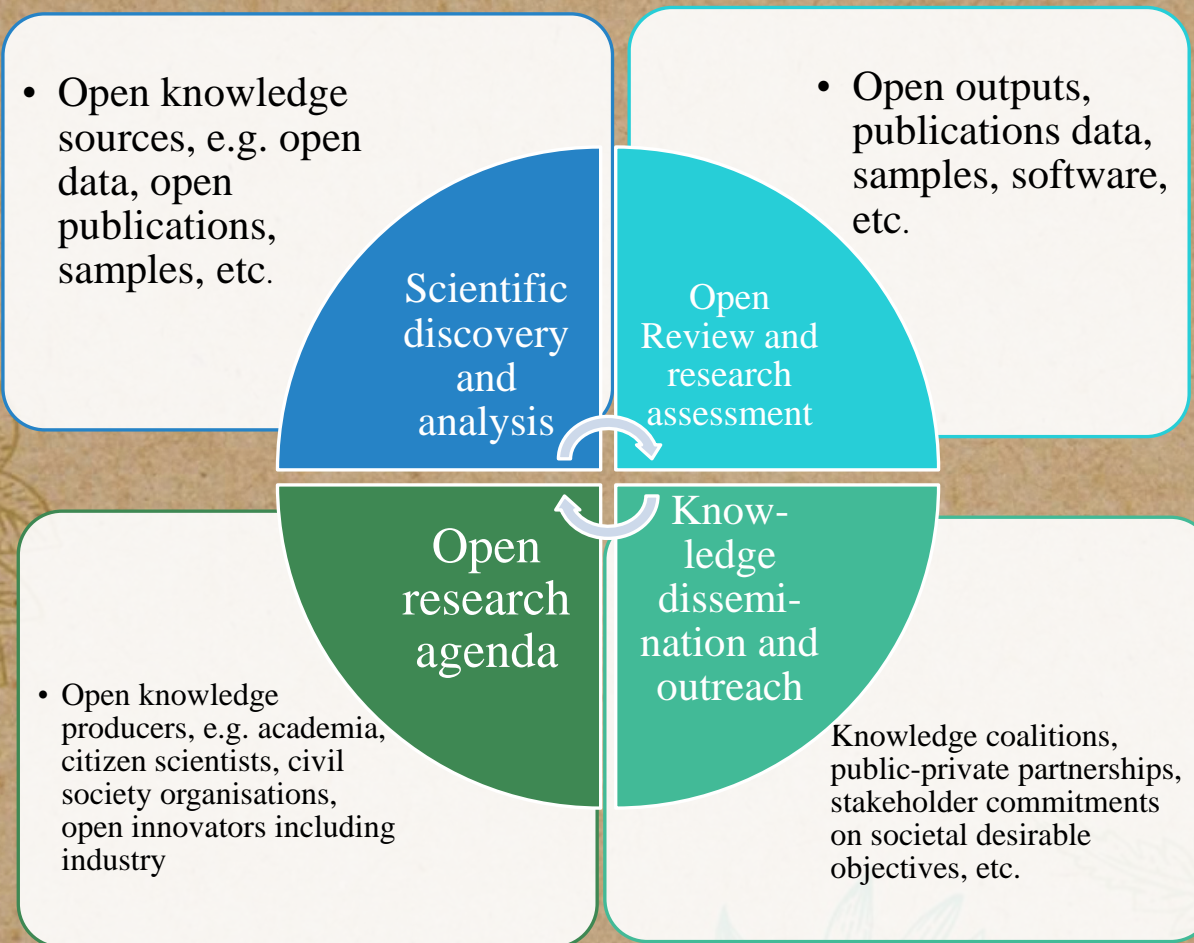 • Open knowledge
sources, e.g. open
data, open
publications,
samples, etc.
Scientific
discovery
and
analysis
• Open outputs,
publications data,
samples, software,
etc.
Open
Review and
research
assessment
Open
research
agenda
• Open knowledge
producers, e.g. academia,
citizen scientists, civil
society organisations,
open innovators including
industry
Know-
ledge
dissemi-
nation and
outreach
Knowledge coalitions,
public-private partnerships,
stakeholder commitments
on societal desirable
objectives, etc.